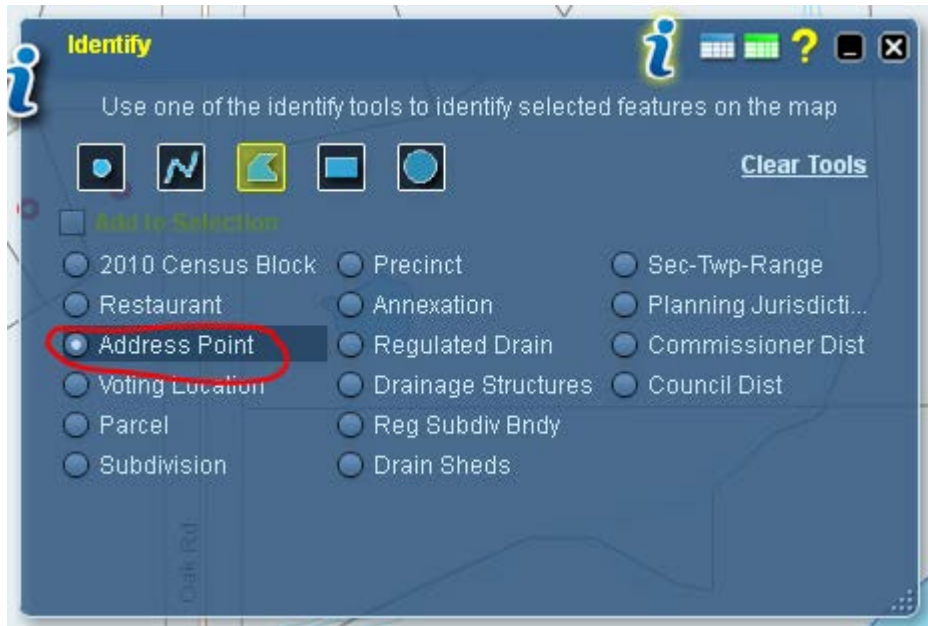 Identify
Use one of the identify tools to identify selected features on the map
Clear Tools
Add to Selection
2010 Census Block
Precinct
Sec-Twp-Range
Restaurant
Annexation
Planning Jurisdicti...
Address Point
Regulated Drain
Commissioner Dist
Voting Location
Drainage Structures
Council Dist
Parcel
Reg Subdiv Bndy
Subdivision
Drain Sheds
Oak Rd